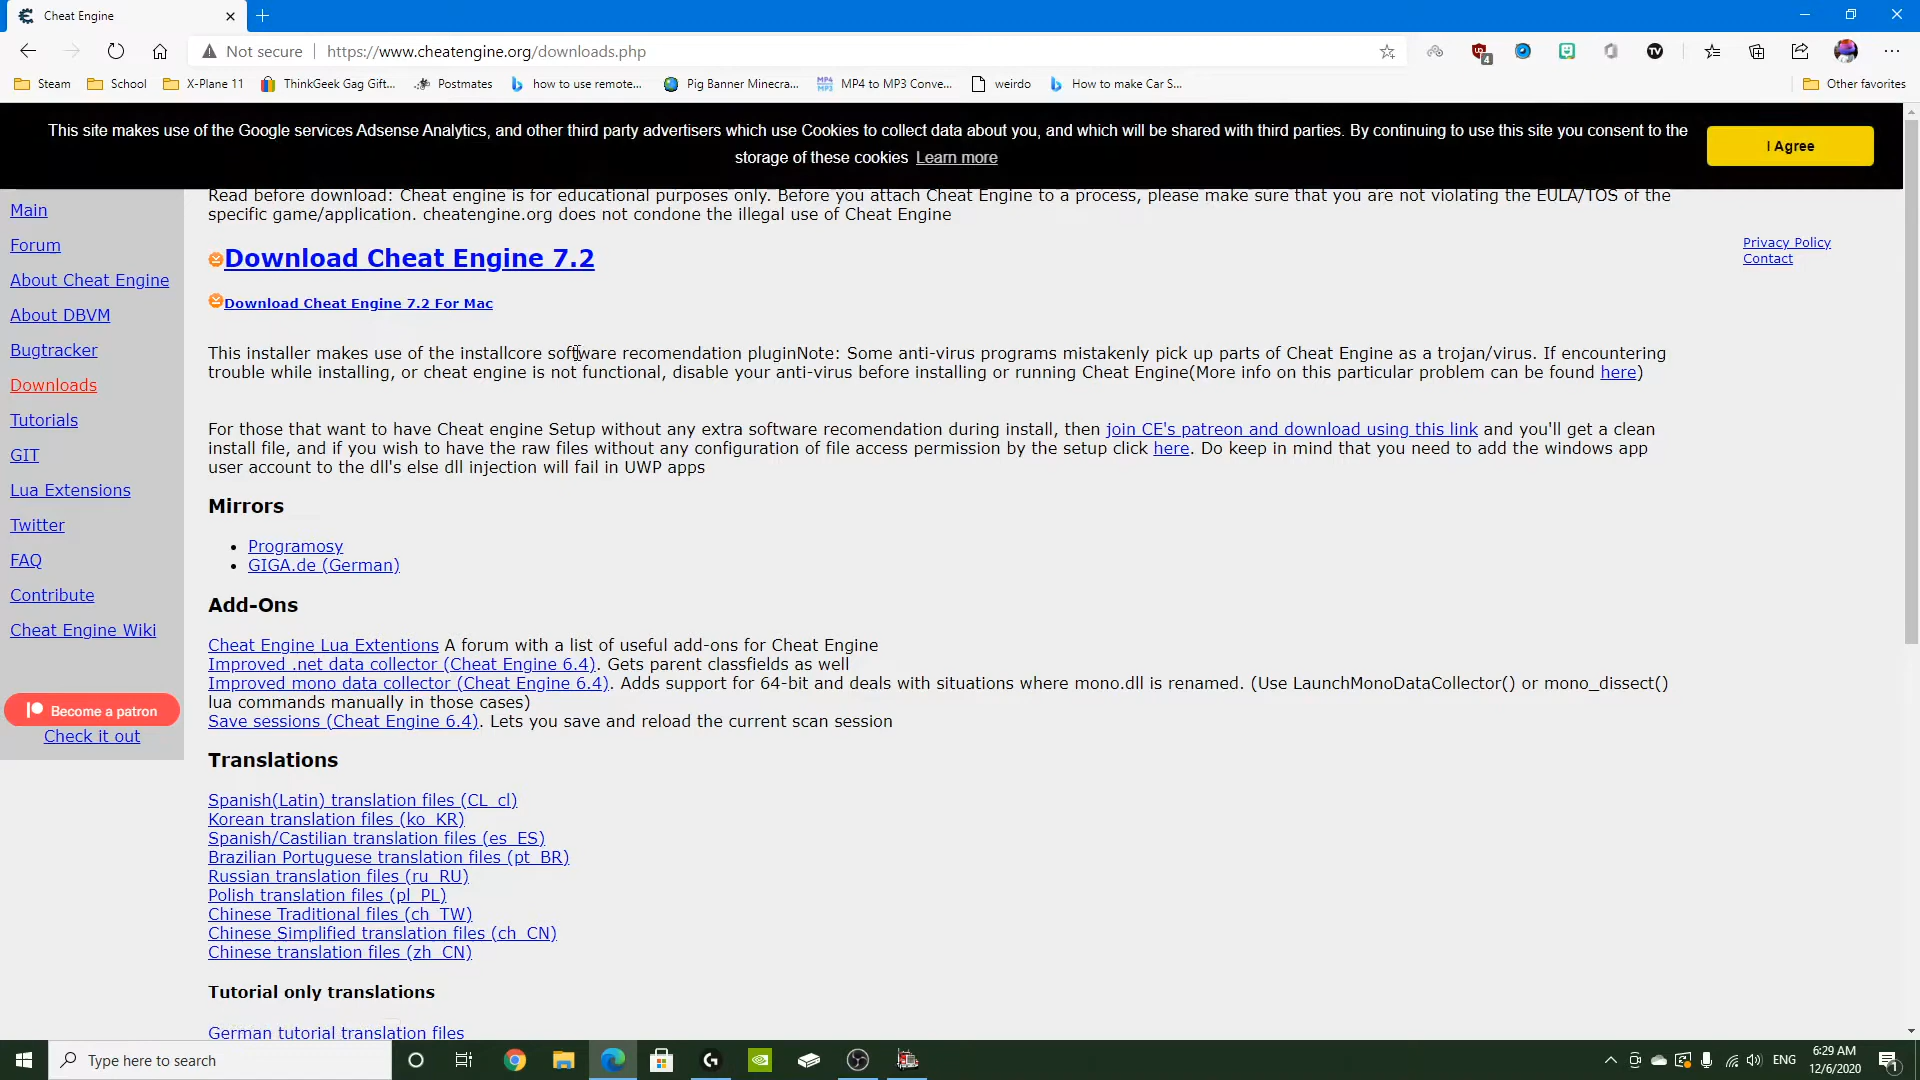 Cheat Engine
Not secure
https://www.cheatengine.org/downloads.php
4
TV
Steam
School
X-Plane 11
ThinkGeek Gag Gift...
Postmates
how to use remote...
Pig Banner Minecra...
MP4 MP3
MP4 to MP3 Conve...
weirdo
How to make Car S...
Other favorites
This site makes use of the Google services Adsense Analytics, and other third party advertisers which use Cookies to collect data about you, and which will be shared with third parties. By continuing to use this site you consent to the
storage of these cookies Learn more
I Agree
Read before download: Cheat engine is for educational purposes only. Before you attach Cheat Engine to a process, please make sure that you are not violating the EULA/TOS of the
specific game/application. cheatengine.org does not condone the illegal use of Cheat Engine
Main
Forum
About Cheat Engine
About DBVM
Bugtracker
Downloads
Tutorials
GIT
Lua Extensions
Twitter
FAQ
Contribute
Cheat Engine Wiki
Become a patron
Check it out
Privacy Policy
Contact
Download Cheat Engine 7.2
Download Cheat Engine 7.2 For Mac
This installer makes use of the installcore software recomendation pluginNote: Some anti-virus programs mistakenly pick up parts of Cheat Engine as a trojan/virus. If encountering
trouble while installing, or cheat engine is not functional, disable your anti-virus before installing or running Cheat Engine(More info on this particular problem can be found here)
For those that want to have Cheat engine Setup without any extra software recomendation during install, then join CE's patreon and download using this link and you'll get a clean
install file, and if you wish to have the raw files without any configuration of file access permission by the setup click here. Do keep in mind that you need to add the windows app
user account to the dll's else dll injection will fail in UWP apps
Mirrors
Programosy
GIGA.de (German)
Add-Ons
Cheat Engine Lua Extentions A forum with a list of useful add-ons for Cheat Engine
Improved .net data collector (Cheat Engine 6.4). Gets parent classfields as well
Improved mono data collector (Cheat Engine 6.4). Adds support for 64-bit and deals with situations where mono.dll is renamed. (Use LaunchMonoDataCollector() or mono_dissect()
lua commands manually in those cases)
Save sessions (Cheat Engine 6.4). Lets you save and reload the current scan session
Translations
Spanish(Latin) translation files (CL_cl)
Korean translation files (ko_KR)
Spanish/Castilian translation files (es_ES)
Brazilian Portuguese translation files (pt_BR)
Russian translation files (ru_RU)
Polish translation files (pl_PL)
Chinese Traditional files (ch_TW)
Chinese Simplified translation files (ch_CN)
Chinese translation files (zh_CN)
Tutorial only translations
German tutorial translation files
Type here to search
ENG
6:29 AM
12/6/2020
1